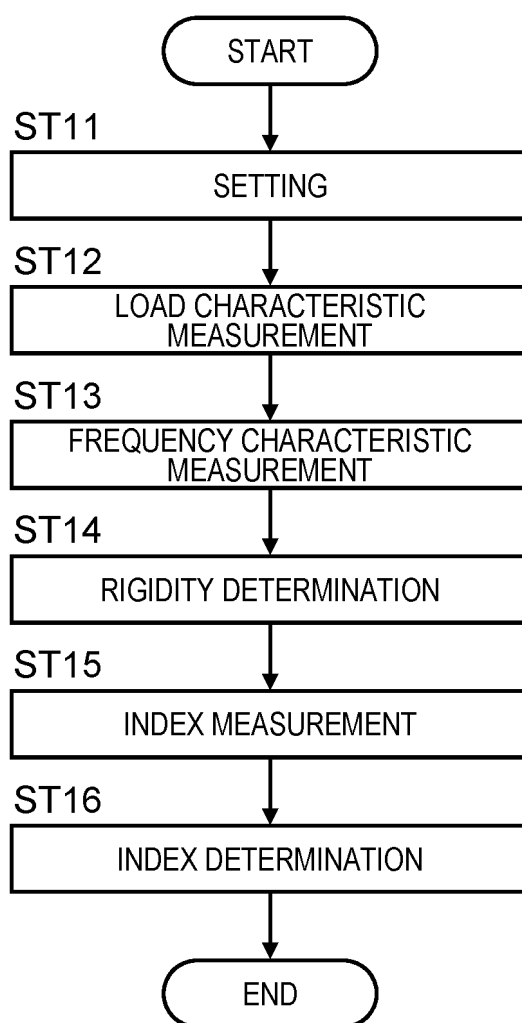 START
ST11
SETTING
ST12
LOAD CHARACTERISTIC
MEASUREMENT
ST13
FREQUENCY CHARACTERISTIC
MEASUREMENT
ST14
RIGIDITY DETERMINATION
ST15
INDEX MEASUREMENT
ST16
INDEX DETERMINATION
END